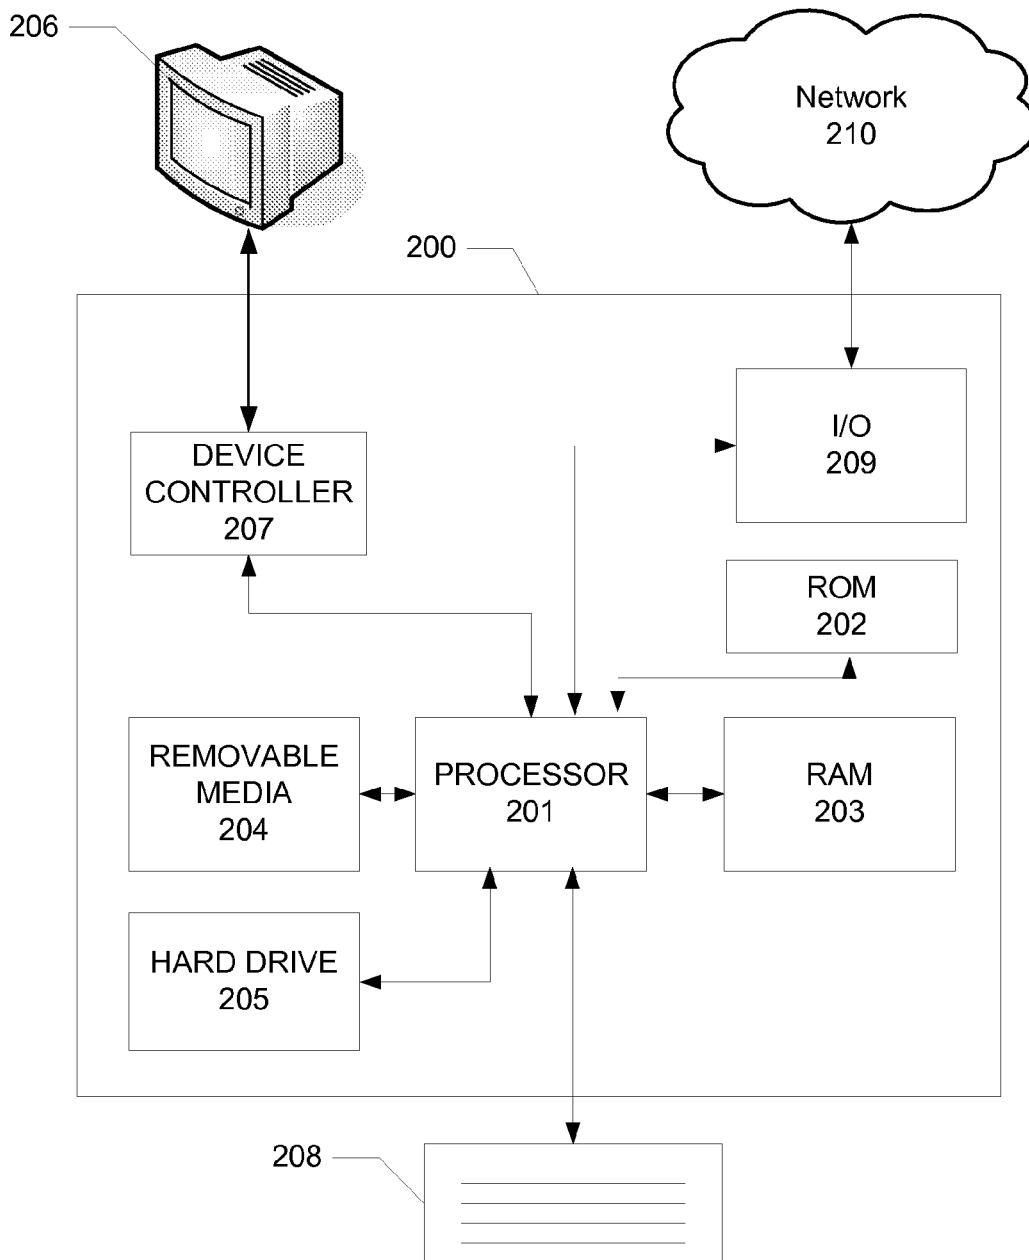 206
Network
210
200
DEVICE
CONTROLLER
207
I/O
209
ROM
202
REMOVABLE
MEDIA
204
PROCESSOR
201
RAM
203
HARD DRIVE
205
208